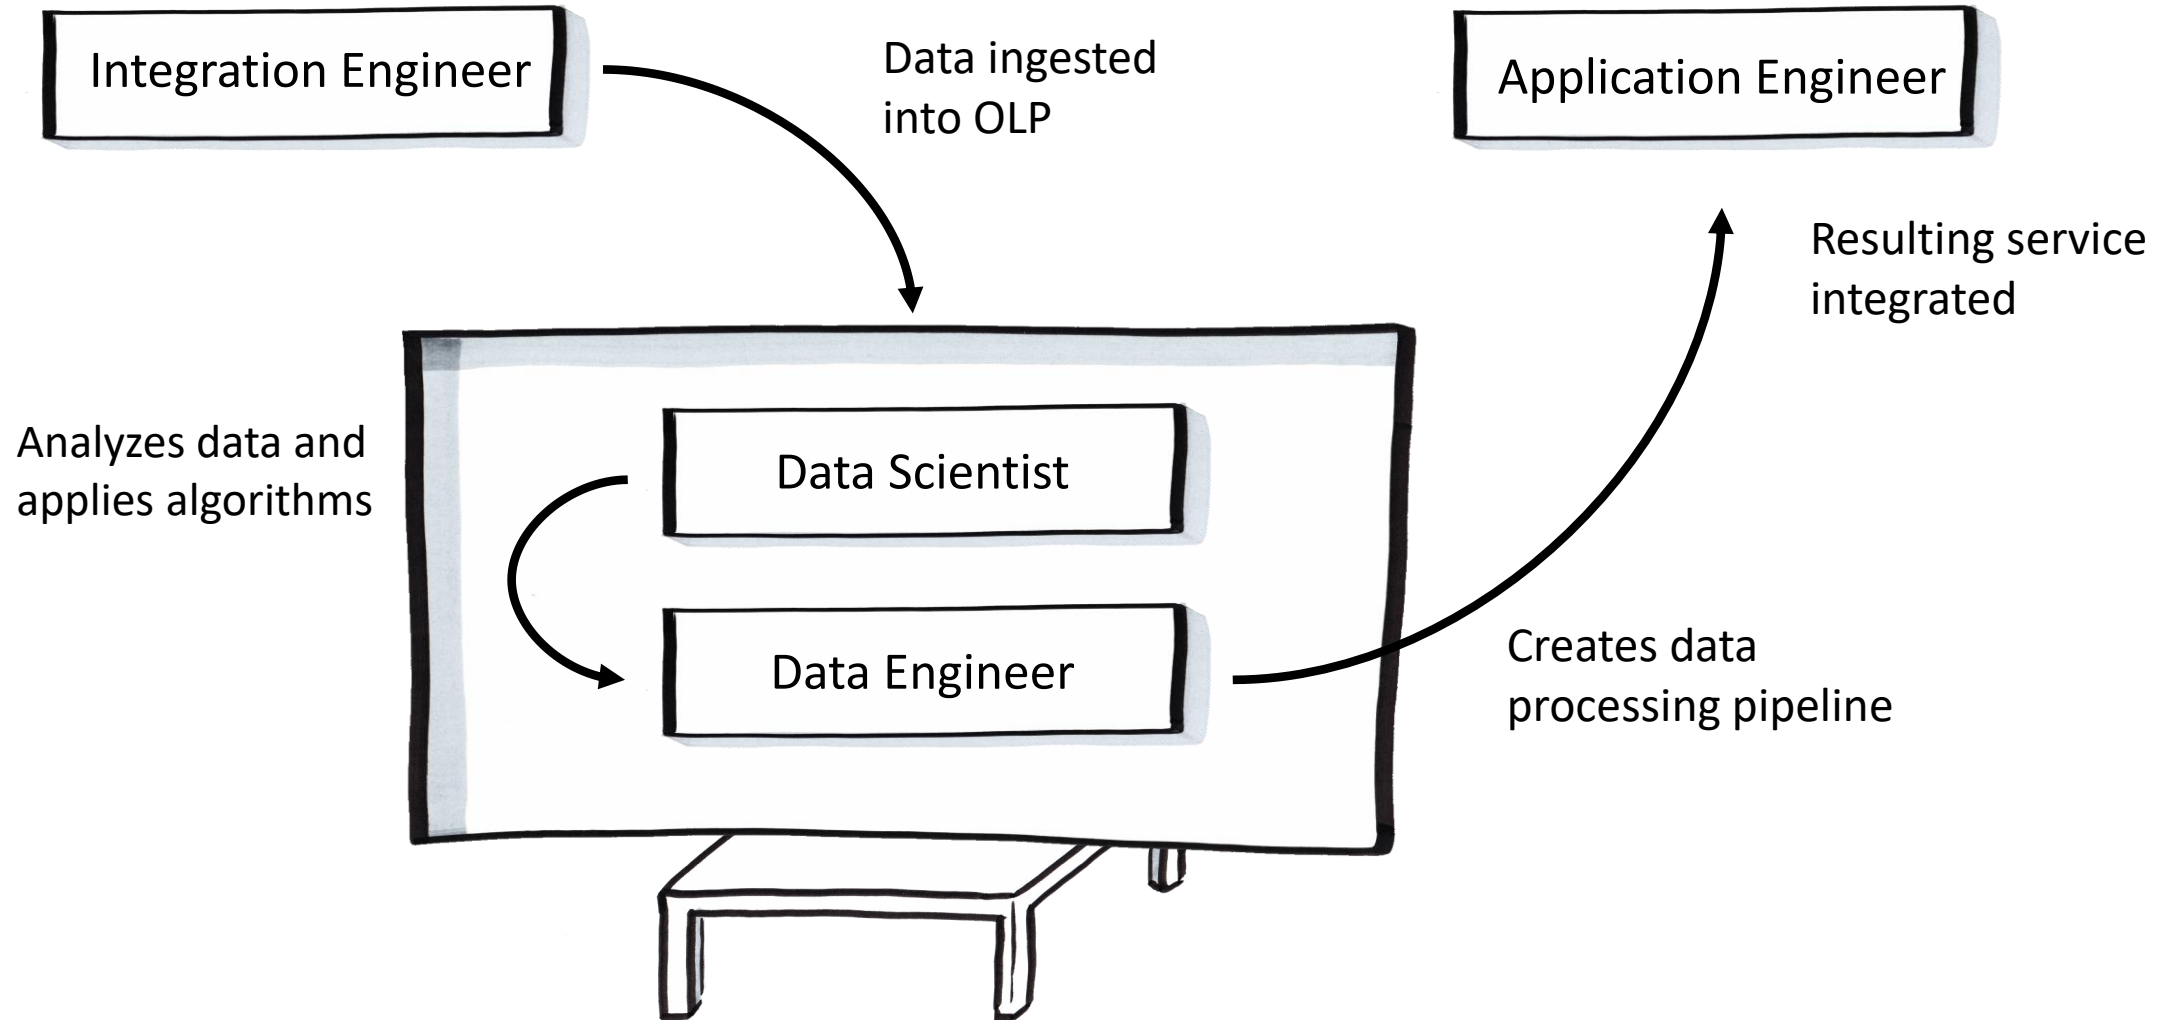 Integration Engineer
Data ingested
into OLP
Application Engineer
Resulting service
integrated
Analyzes data and
applies algorithms
Data Scientist
Data Engineer
Creates data
processing pipeline